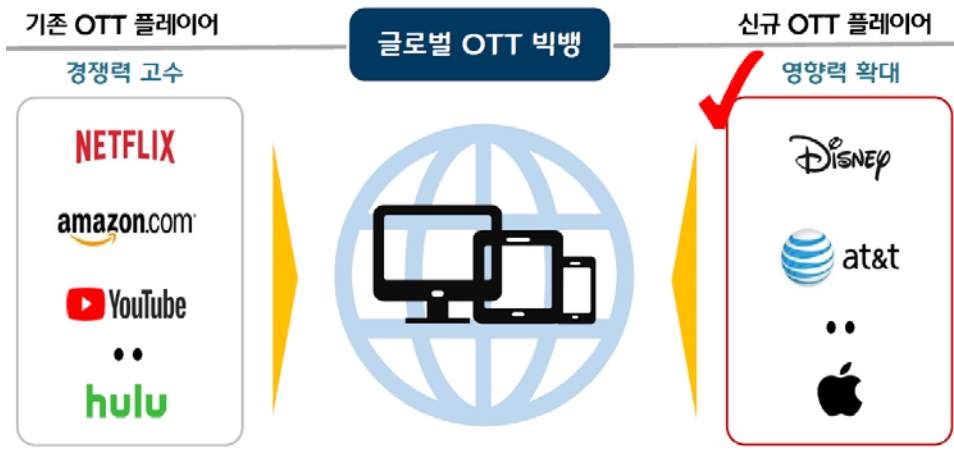 기존 OTT 플레이어
글로벌 OTT 빅뱅
신규 OTT 플레이어
경쟁력 고수
영향력 확대
NETFLIX
amazon.com
YouTube
hulu
Disney
at&t